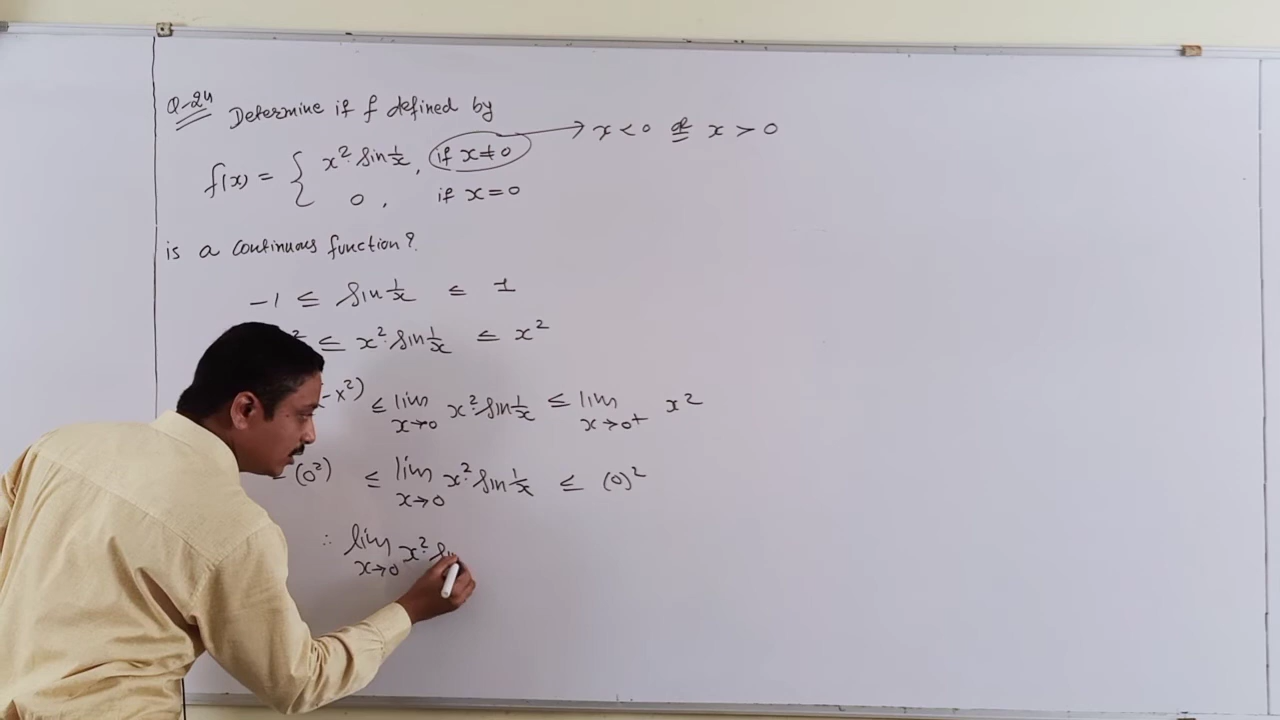 Q-24 Determine if f defined by
f(x) = { x²·sin 1/x, if x≠0 → x < 0 or x > 0
0, if x = 0
is a continuous function?
-1 ≤ sin 1/x ≤ 1
² ≤ x²·sin 1/x ≤ x²
(-x²) ≤ lim x→0 x²·sin 1/x ≤ lim x→0+ x²
-(0²) ≤ lim x→0 x²·sin 1/x ≤ (0)²
∴ lim x→0 x²·